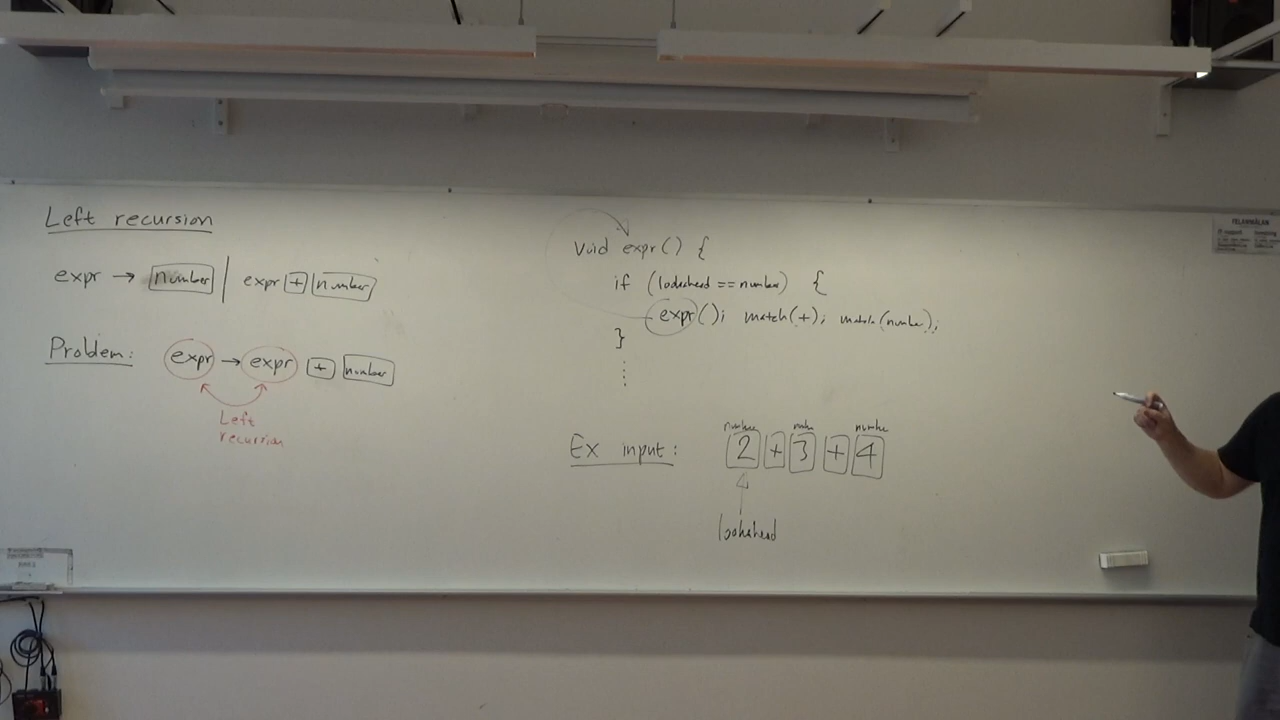 Left recursion
expr → number | expr + number
Problem: expr → expr + number
Left
recursion
void expr() {
if (lookahead == number) {
expr(); match(+); match(number);
}
Ex input:
number number number
2 + 3 + 4
lookahead
FELANMÄLAN